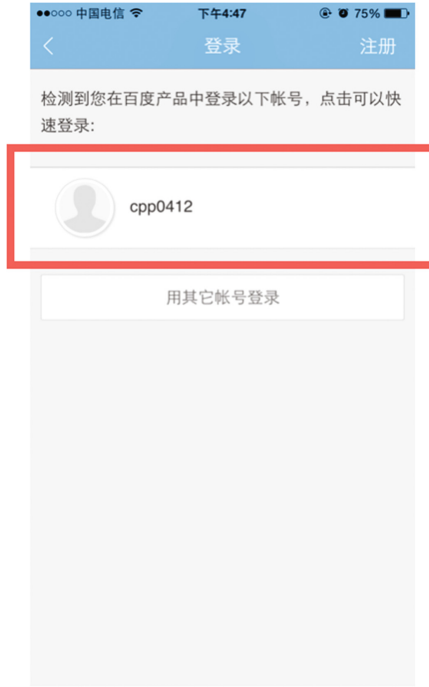 中国电信 下午4:47 75%
登录 注册
检测到您在百度产品中登录以下帐号，点击可以快
速登录:
cpp0412
用其它帐号登录